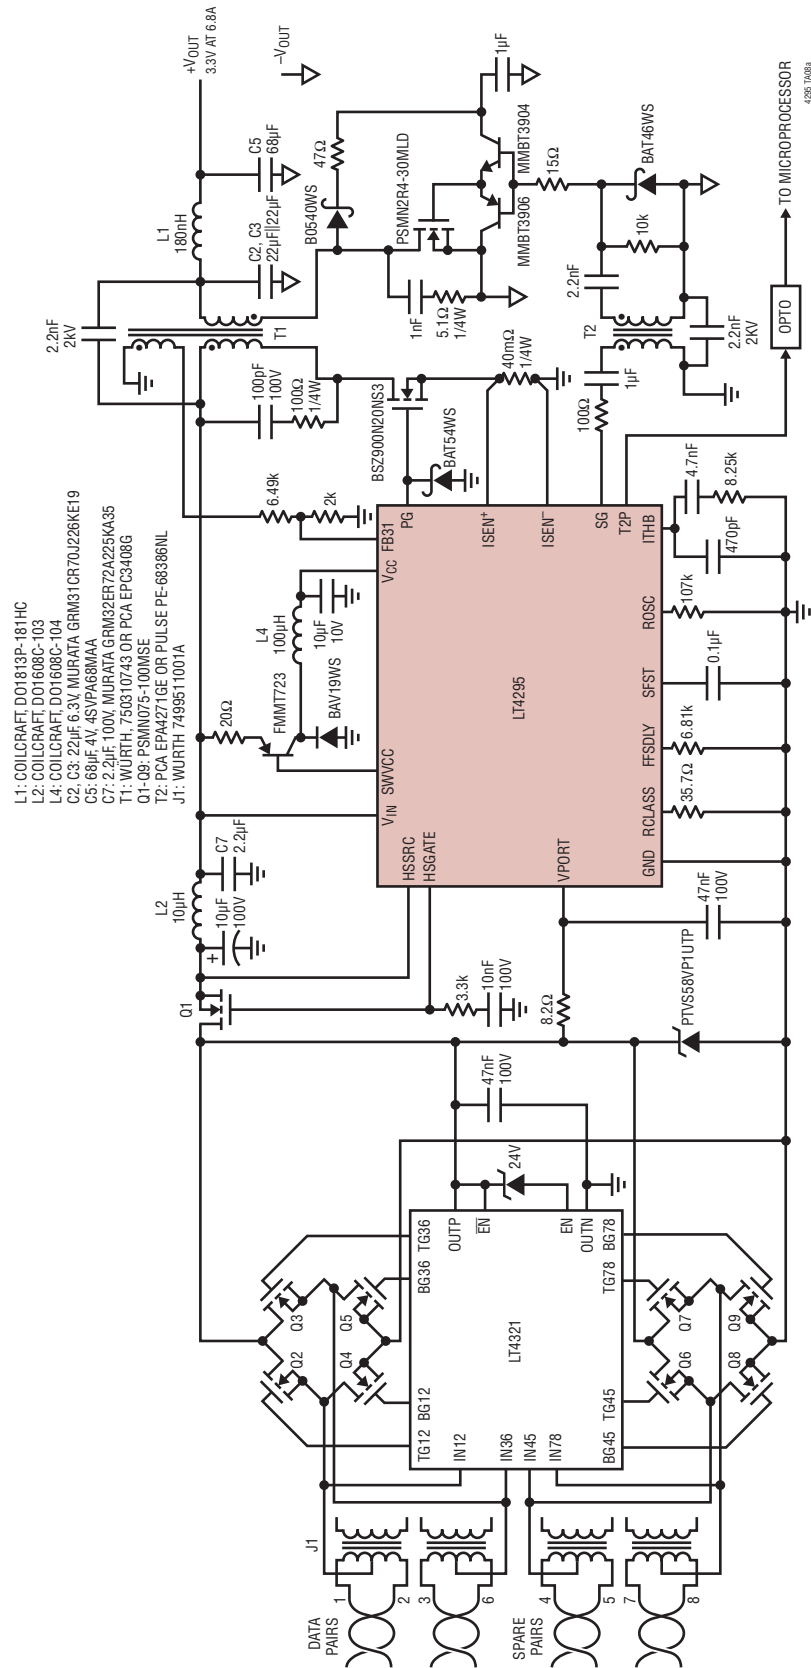 L1: COILCRAFT, DO1813P-181HC
L2: COILCRAFT, DO1608C-103
L4: COILCRAFT, DO1608C-104
C2, C3: 22µF, 6.3V, MURATA GRM31CR70J226KE19
C5: 68µF, 4V, 4SVPA68MAA
C7: 2.2µF, 100V, MURATA GRM32ER72A225KA35
T1: WURTH, 750310743 OR PCA EPC3408G
Q1-Q9: PSMN075-100MSE
T2: PCA EPA4271GE OR PULSE PE-68386NL
J1: WURTH 7499511001A
DATA
PAIRS
1
2
3
6
SPARE
PAIRS
4
5
7
8
J1
Q2
Q3
Q4
Q5
TG12
BG12
BG36
TG36
IN12
IN36
IN45
IN78
LT4321
OUTP
EN
EN
OUTN
BG45
TG45
TG78
BG78
Q6
Q7
Q8
Q9
24V
47nF
100V
Q1
3.3k
10nF
100V
8.2Ω
PTVS58VP1UTP
47nF
100V
+
10µF
100V
L2
10µH
C7
2.2µF
20Ω
FMMT723
BAV19WS
L4
100µH
10µF
10V
6.49k
2k
HSSRC
HSGATE
VIN
SWVCC
VCC
FB31
VPORT
LT4295
PG
ISEN+
ISEN–
SG
T2P
GND
RCLASS
FFSDLY
SFST
ROSC
ITHB
35.7Ω
6.81k
0.1µF
107k
470pF
4.7nF
8.25k
2.2nF
2kV
100pF
100V
100Ω
1/4W
T1
BSZ900N20NS3
BAT54WS
40mΩ
1/4W
100Ω
1µF
T2
2.2nF
2.2nF
2KV
10k
BAT46WS
15Ω
1nF
5.1Ω
1/4W
PSMN2R4-30MLD
MMBT3906
MMBT3904
B0540WS
47Ω
1µF
L1
180nH
C2, C3
22µF||22µF
C5
68µF
+VOUT
3.3V AT 6.8A
–VOUT
OPTO
TO MICROPROCESSOR
4295 TA08a